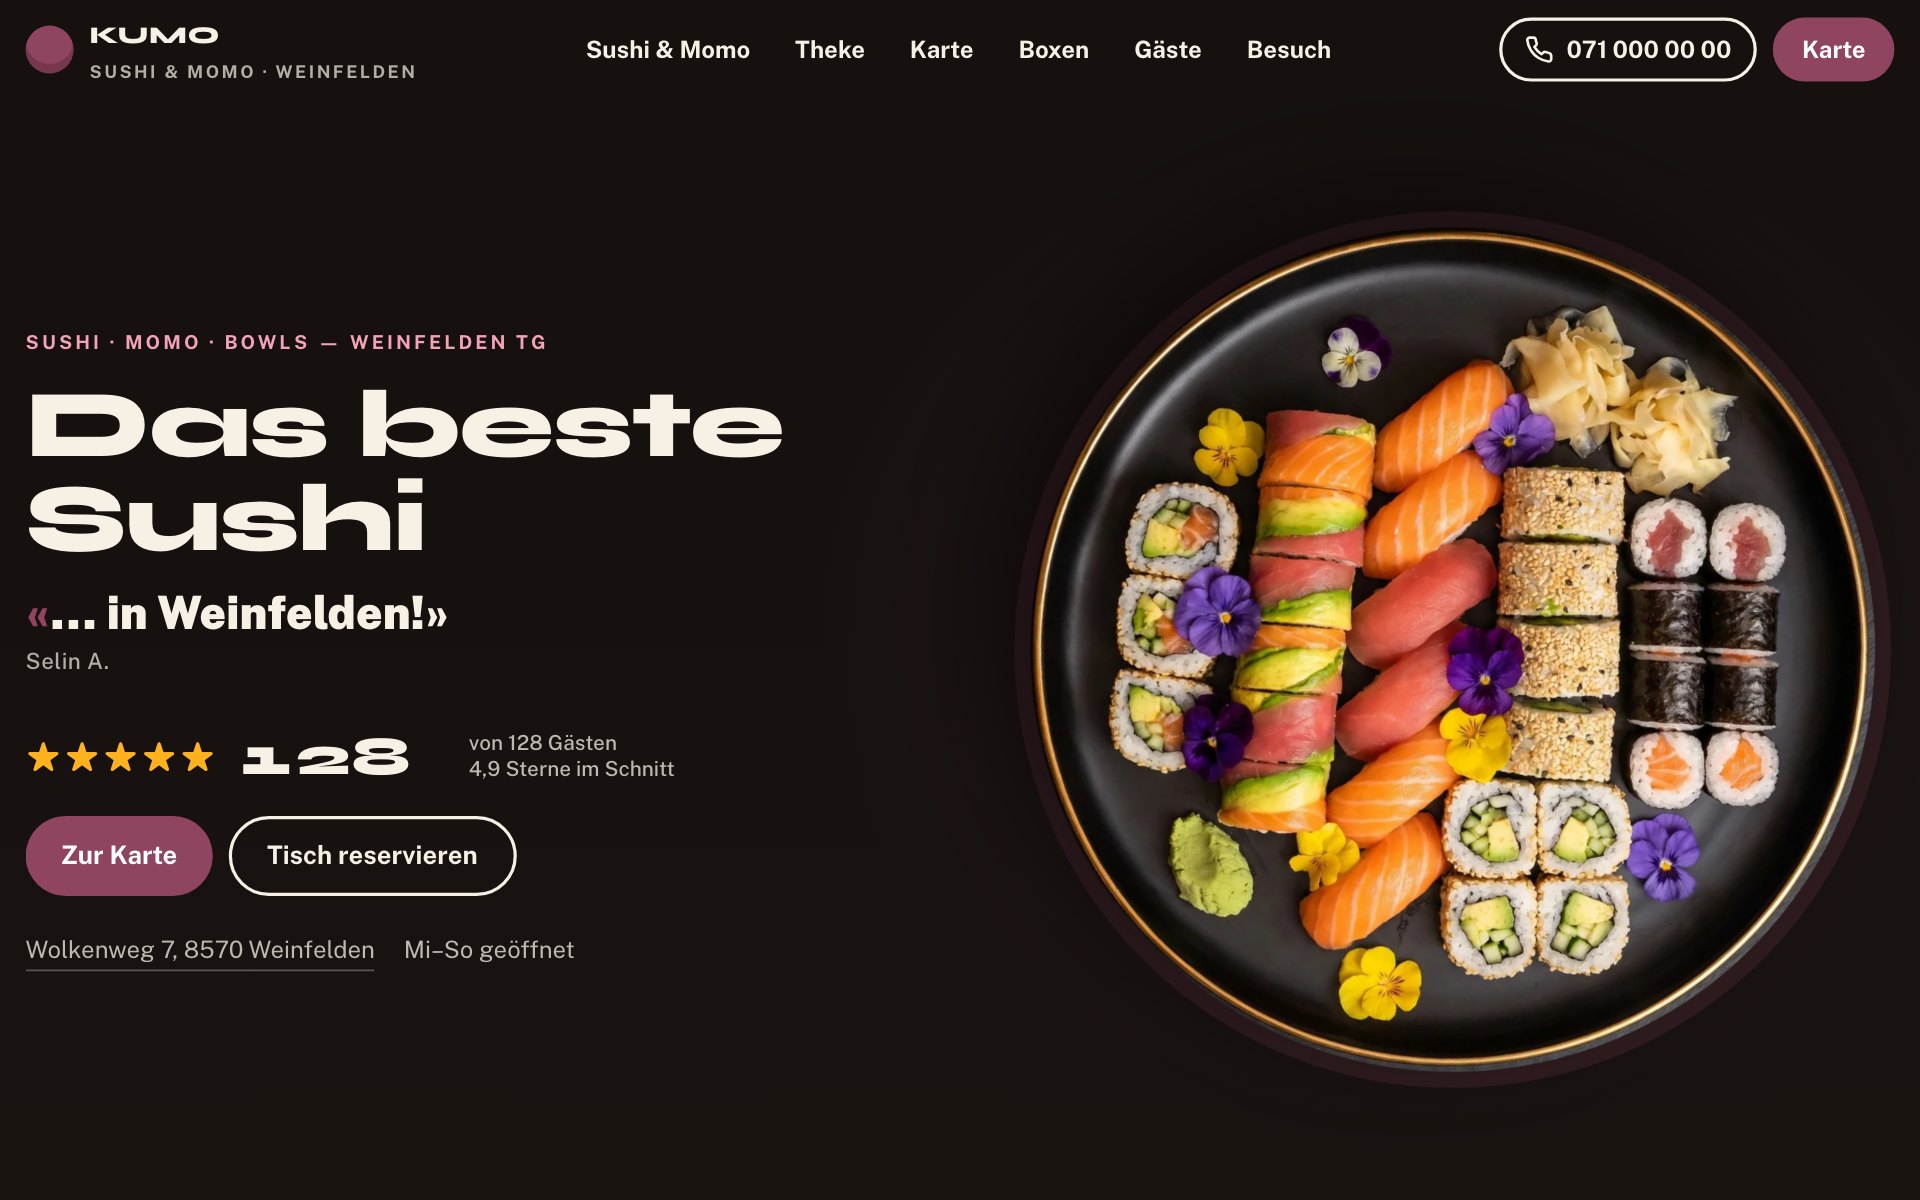 KUMO
SUSHI & MOMO · WEINFELDEN
Sushi & Momo
Theke
Karte
Boxen
Gäste
Besuch
071 000 00 00
Karte
SUSHI · MOMO · BOWLS — WEINFELDEN TG
Das beste
Sushi
«... in Weinfelden!»
Selin A.
128
von 128 Gästen
4,9 Sterne im Schnitt
Zur Karte
Tisch reservieren
Wolkenweg 7, 8570 Weinfelden
Mi–So geöffnet